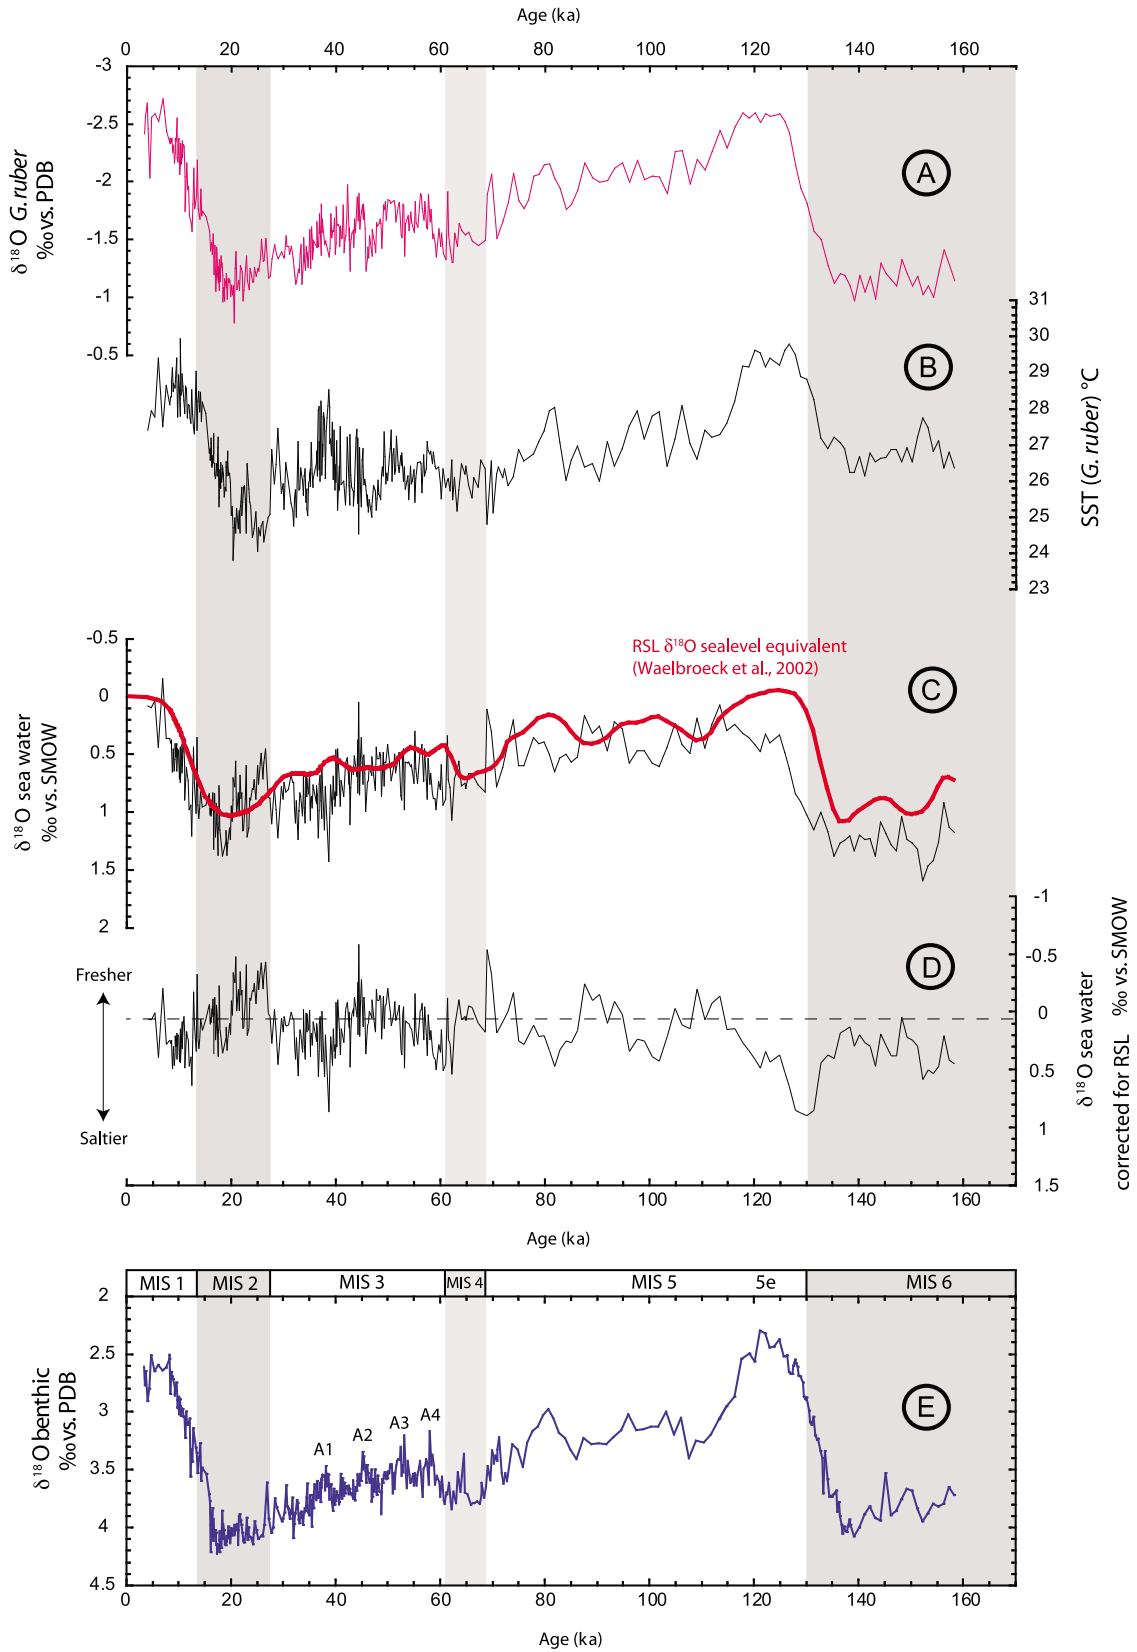 Age (ka)
0 20 40 60 80 100 120 140 160
-3
-2.5
-2
-1.5
-1
-0.5
δ18O G. ruber
‰ vs. PDB
A
31
30
29
28
27
26
25
24
23
SST (G. ruber) °C
B
-0.5
0
0.5
1
1.5
2
δ18O sea water
‰ vs. SMOW
RSL δ18O sealevel equivalent
(Waelbroeck et al., 2002)
C
-1
-0.5
0
0.5
1
1.5
δ18O sea water
corrected for RSL ‰ vs. SMOW
Fresher
Saltier
D
0 20 40 60 80 100 120 140 160
Age (ka)
MIS 1 MIS 2 MIS 3 MIS 4 MIS 5 5e MIS 6
2
2.5
3
3.5
4
4.5
δ18O benthic
‰ vs. PDB
A1 A2 A3 A4
E
0 20 40 60 80 100 120 140 160
Age (ka)